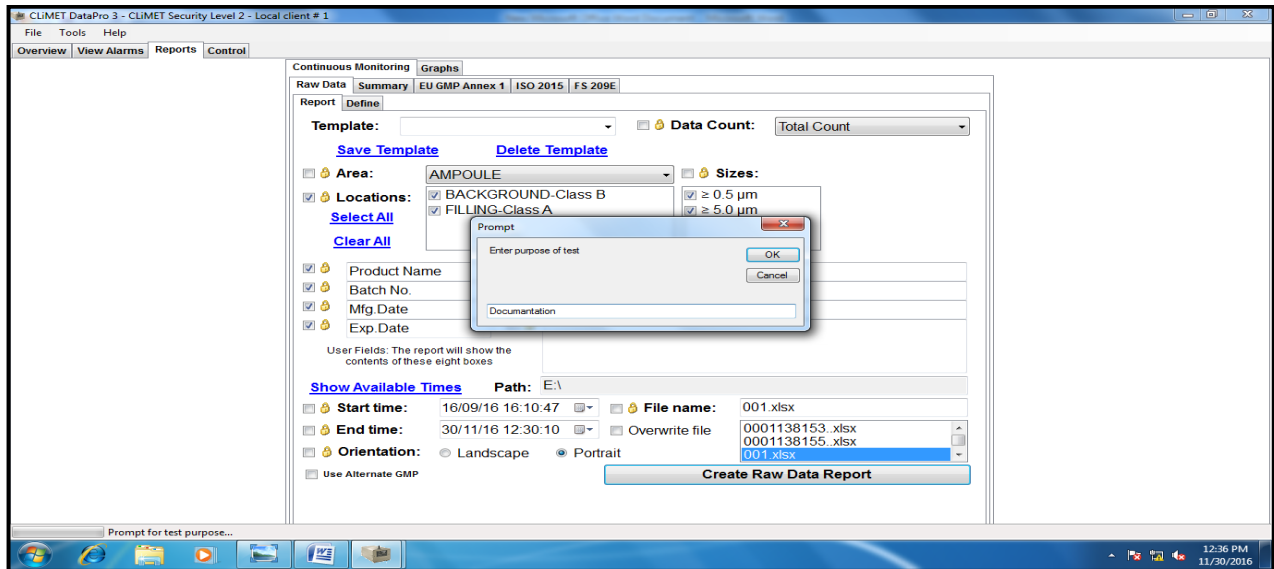 CLiMET DataPro 3 - CLiMET Security Level 2 - Local client # 1
File Tools Help
Overview View Alarms Reports Control
Continuous Monitoring Graphs
Raw Data Summary EU GMP Annex 1 ISO 2015 FS 209E
Report Define
Template: Data Count: Total Count
Save Template Delete Template
Area: AMPOULE Sizes:
Locations: BACKGROUND-Class B ≥ 0.5 µm
Select All FILLING-Class A ≥ 5.0 µm
Clear All
Prompt
Enter purpose of test
OK
Cancel
Documantation
Product Name
Batch No.
Mfg.Date
Exp.Date
User Fields: The report will show the
contents of these eight boxes
Show Available Times Path: E:\
Start time: 16/09/16 16:10:47 File name: 001.xlsx
End time: 30/11/16 12:30:10 Overwrite file 0001138153..xlsx
0001138155..xlsx
Orientation: Landscape Portrait 001.xlsx
Use Alternate GMP Create Raw Data Report
Prompt for test purpose...
12:36 PM
11/30/2016